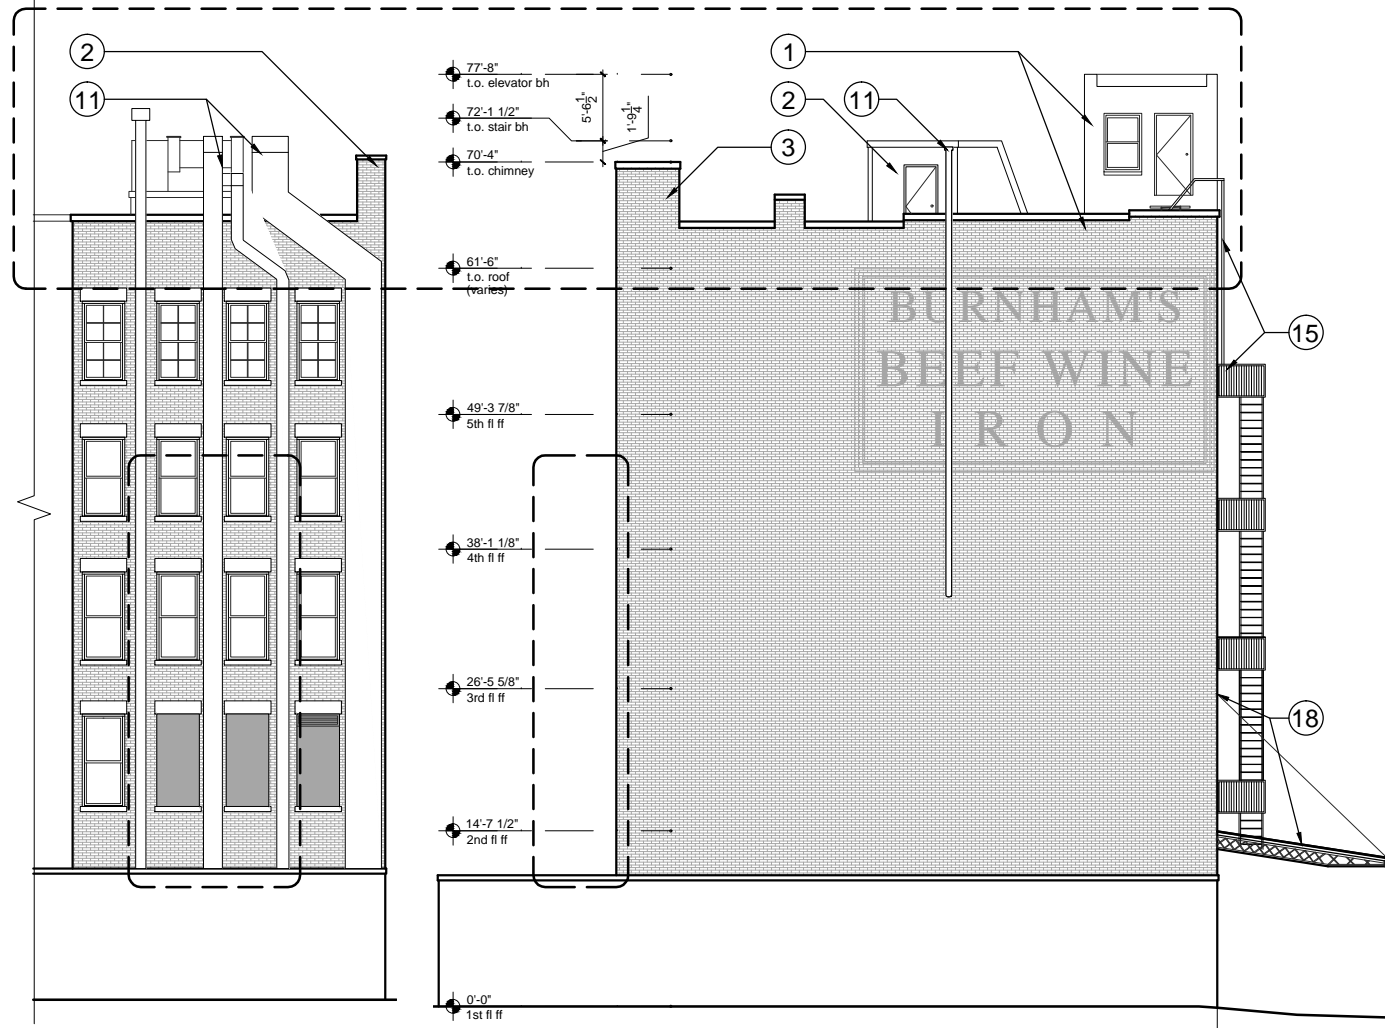 2
11
77'-8"
t.o. elevator bh
72'-1 1/2"
t.o. stair bh
70'-4"
t.o. chimney
5'-6 1/2"
1'-9 1/4"
1
2
11
3
61'-6"
t.o. roof
(varies)
BURNHAM'S
BEEF WINE
IRON
15
49'-3 7/8"
5th fl ff
38'-1 1/8"
4th fl ff
26'-5 5/8"
3rd fl ff
18
14'-7 1/2"
2nd fl ff
0'-0"
1st fl ff